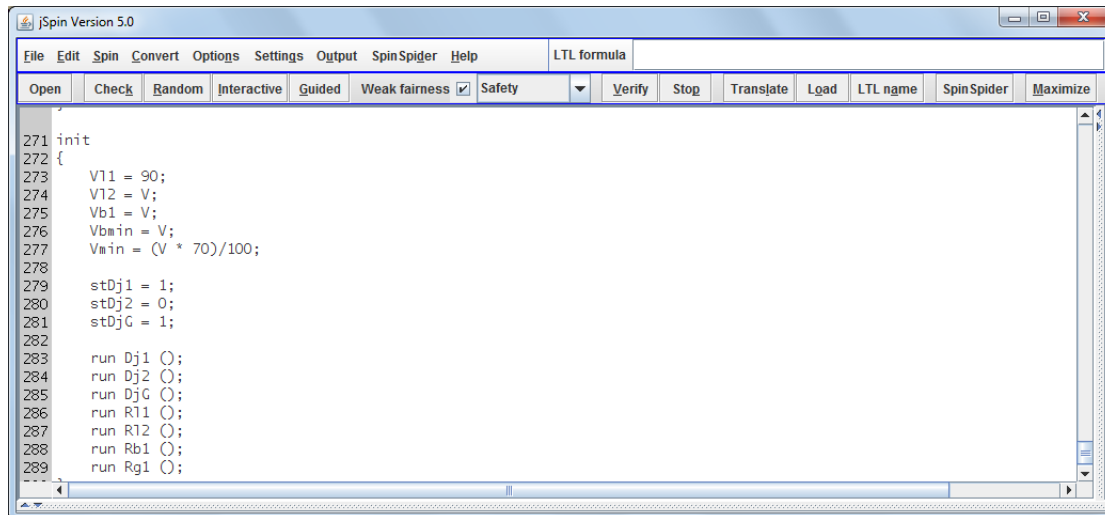 jSpin Version 5.0
File Edit Spin Convert Options Settings Output SpinSpider Help LTL formula
Open Check Random Interactive Guided Weak fairness Safety Verify Stop Translate Load LTL name SpinSpider Maximize
271 init
272 {
273 Vl1 = 90;
274 Vl2 = V;
275 Vb1 = V;
276 Vbmin = V;
277 Vmin = (V * 70)/100;
278
279 stDj1 = 1;
280 stDj2 = 0;
281 stDjG = 1;
282
283 run Dj1 ();
284 run Dj2 ();
285 run DjG ();
286 run Rl1 ();
287 run Rl2 ();
288 run Rb1 ();
289 run Rg1 ();